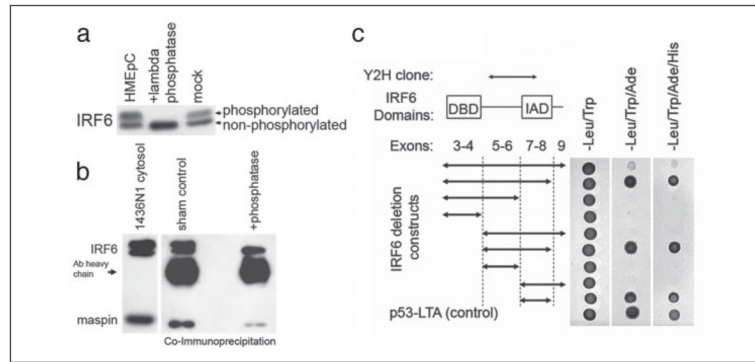 a
HMEpC
+lambda
phosphatase
mock
IRF6
phosphorylated
non-phosphorylated
b
1436N1 cytosol
sham control
+phosphatase
IRF6
Ab heavy
chain
maspin
Co-Immunoprecipitation
c
Y2H clone:
IRF6
Domains:
DBD
IAD
Exons: 3-4 5-6 7-8 9
-Leu/Trp
-Leu/Trp/Ade
-Leu/Trp/Ade/His
IRF6 deletion
constructs
p53-LTA (control)